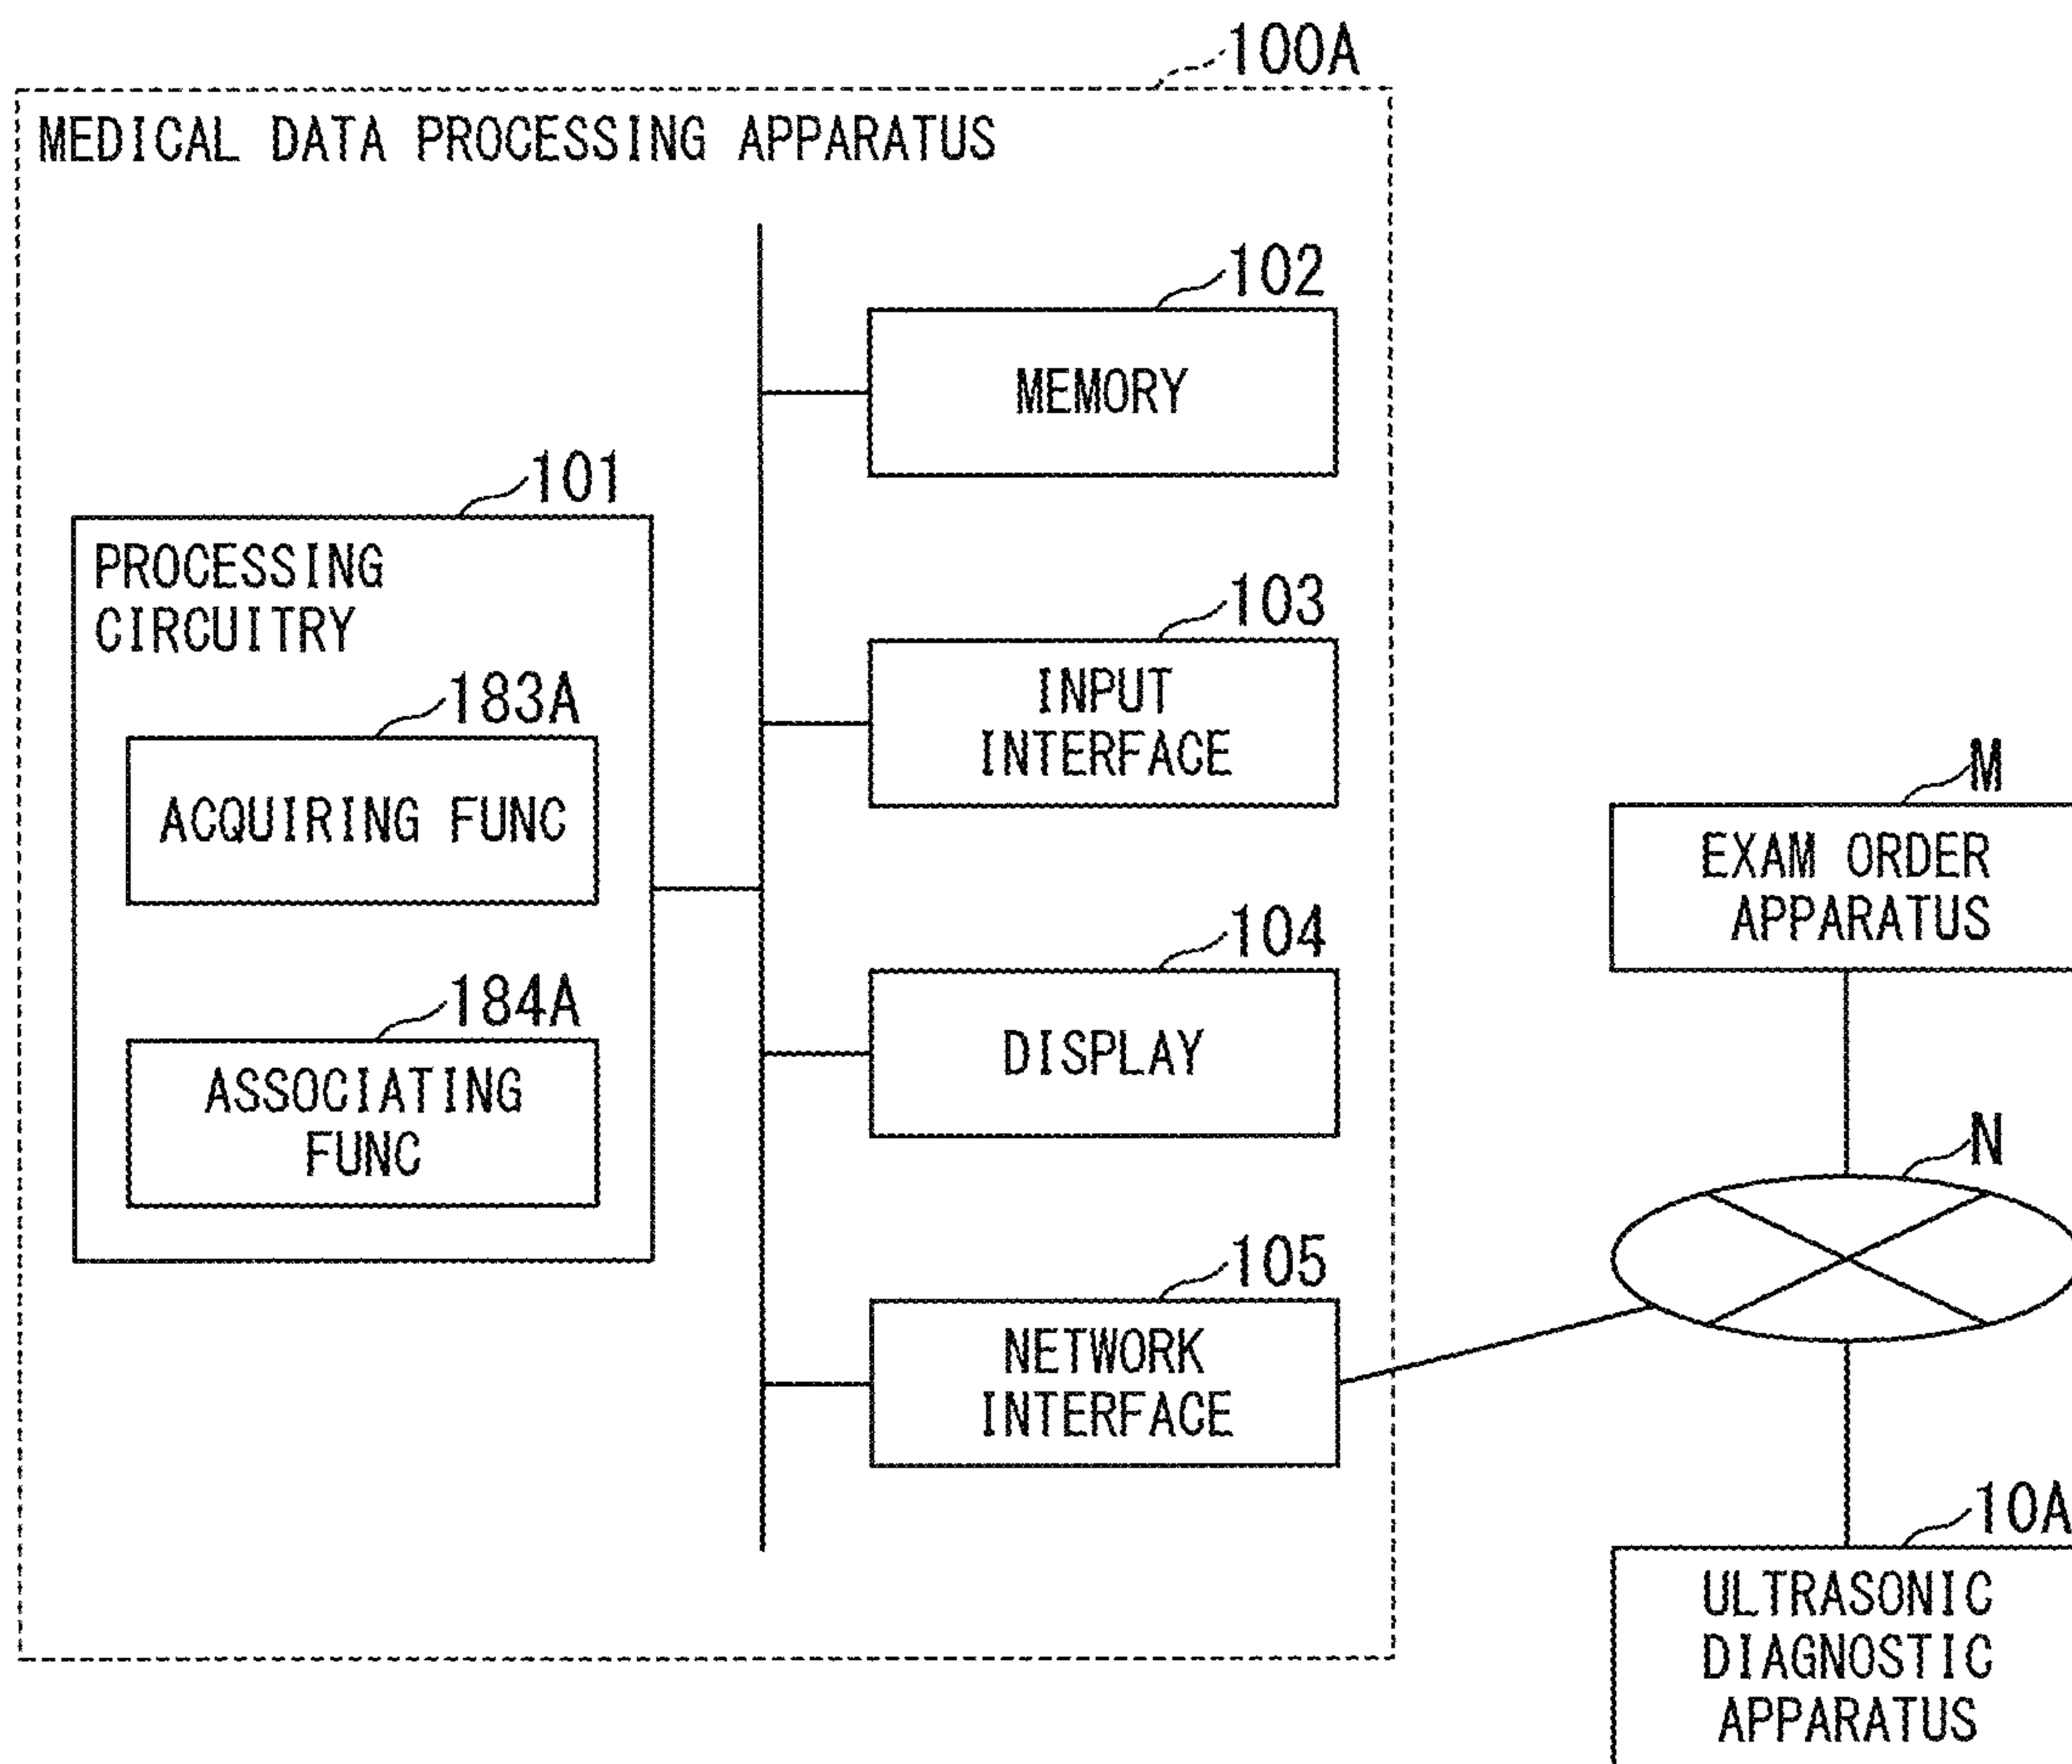 100A
MEDICAL DATA PROCESSING APPARATUS
102
MEMORY
101
PROCESSING
CIRCUITRY
183A
ACQUIRING FUNC
184A
ASSOCIATING
FUNC
103
INPUT
INTERFACE
104
DISPLAY
105
NETWORK
INTERFACE
M
EXAM ORDER
APPARATUS
N
10A
ULTRASONIC
DIAGNOSTIC
APPARATUS